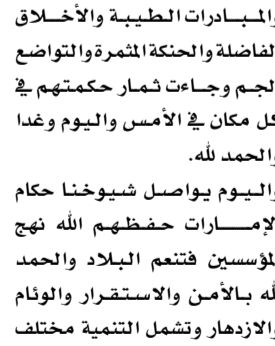 والمبادرات الطيبة والأخلاق
الفاضلة والحنكة المثمرة والتواضع
الجم وجاءت ثمار حكمتهم في
كل مكان في الأمس واليوم وغدا
والحمد لله.
واليوم يواصل شيوخنا حكام
الإمارات حفظهم الله نهج
المؤسسين فتنعم البلاد والحمد
لله بالأمن والاستقرار والوئام
والازدهار وتشمل التنمية مختلف